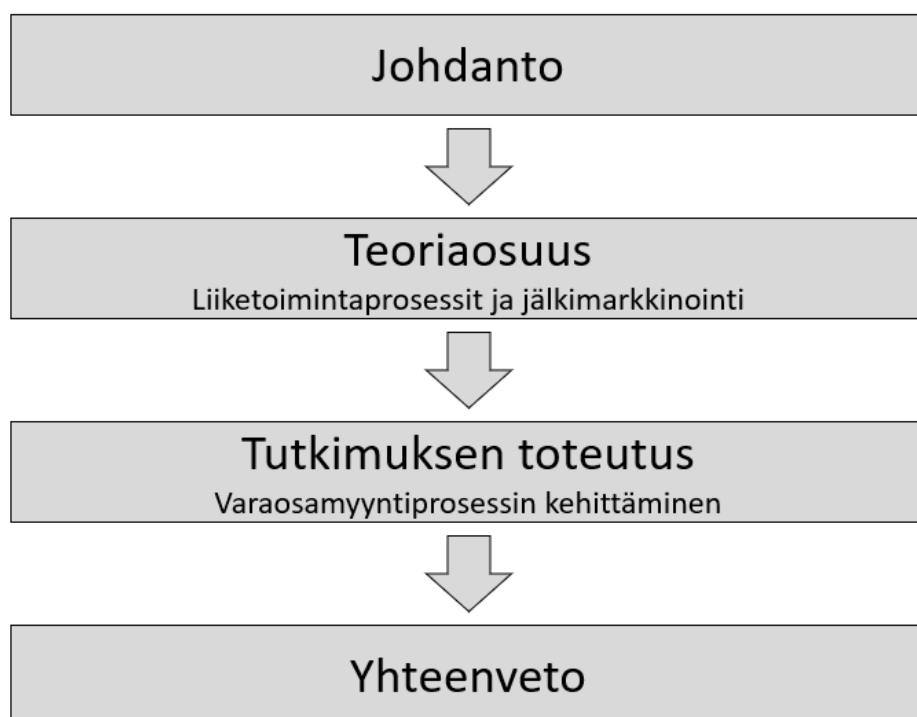 Johdanto
Teoriaosuus
Liiketoimintaprosessit ja jälkimarkkinointi
Tutkimuksen toteutus
Varaosamyyntiprosessin kehittäminen
Yhteenveto